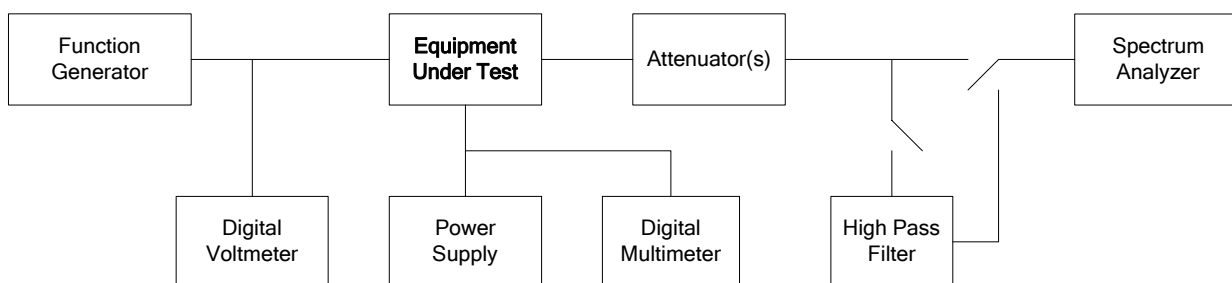 Function
Generator
Equipment
Under Test
Attenuator(s)
Spectrum
Analyzer
Digital
Voltmeter
Power
Supply
Digital
Multimeter
High Pass
Filter